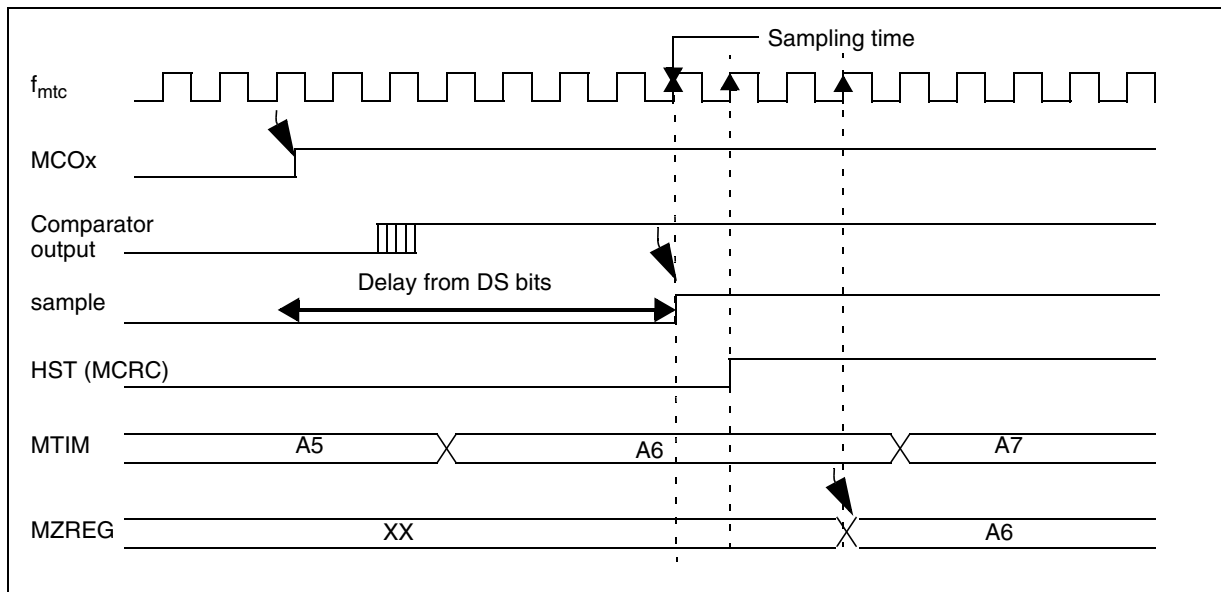 Sampling time
fmtc
MCOx
Comparator
output
Delay from DS bits
sample
HST (MCRC)
MTIM
A5
A6
A7
MZREG
XX
A6